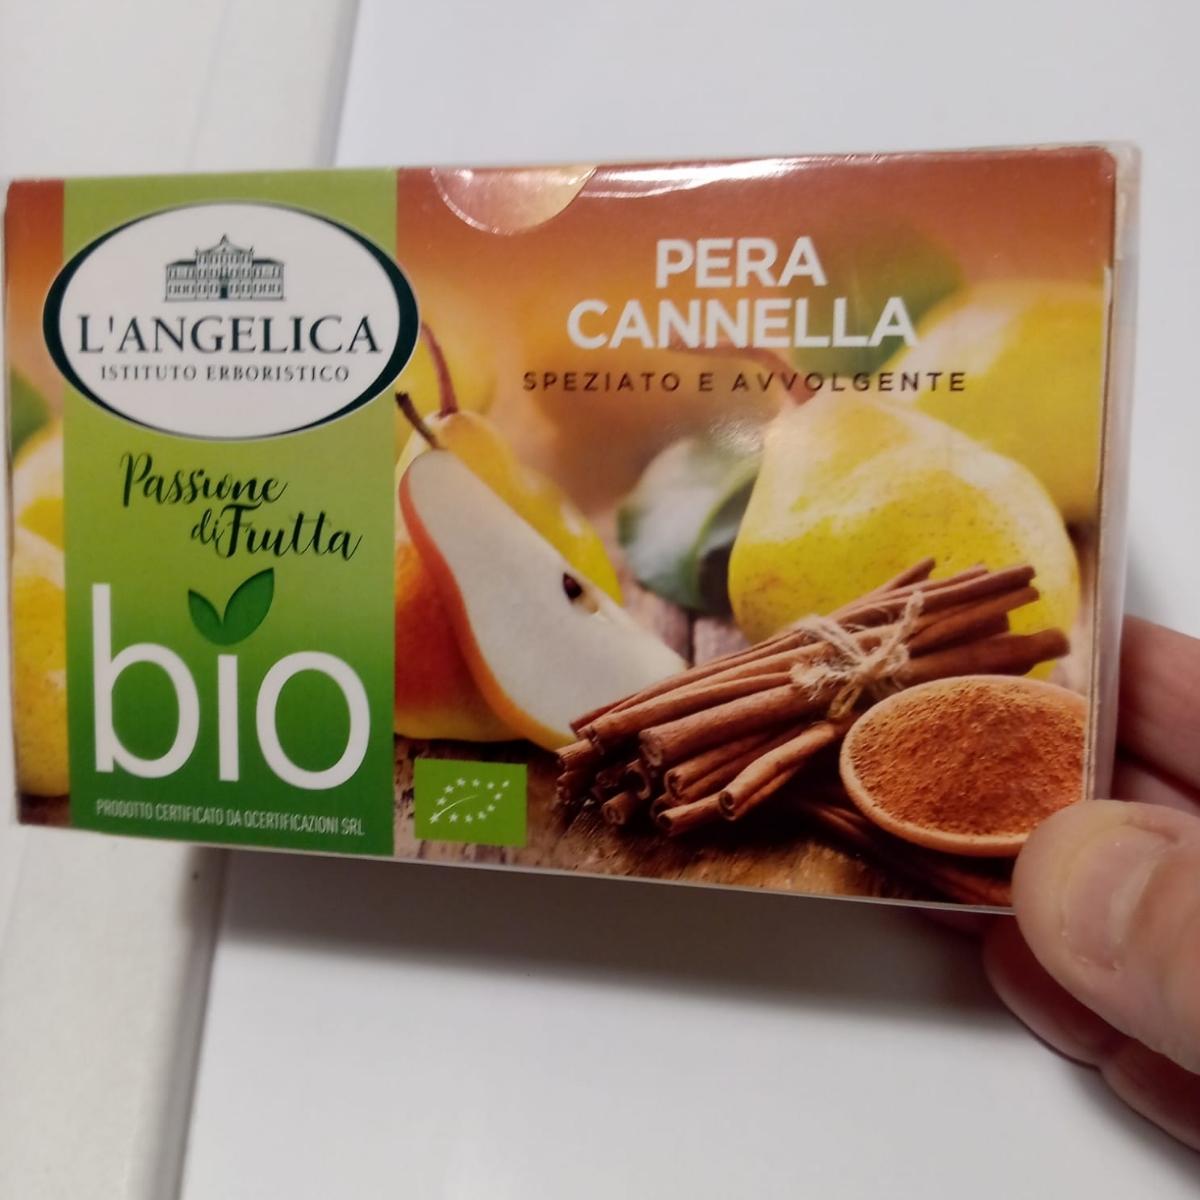 L'ANGELICA
ISTITUTO ERBORISTICO
Passione
di Frutta
bio
PRODOTTO CERTIFICATO DA QCERTIFICAZIONI SRL
PERA
CANNELLA
SPEZIATO E AVVOLGENTE